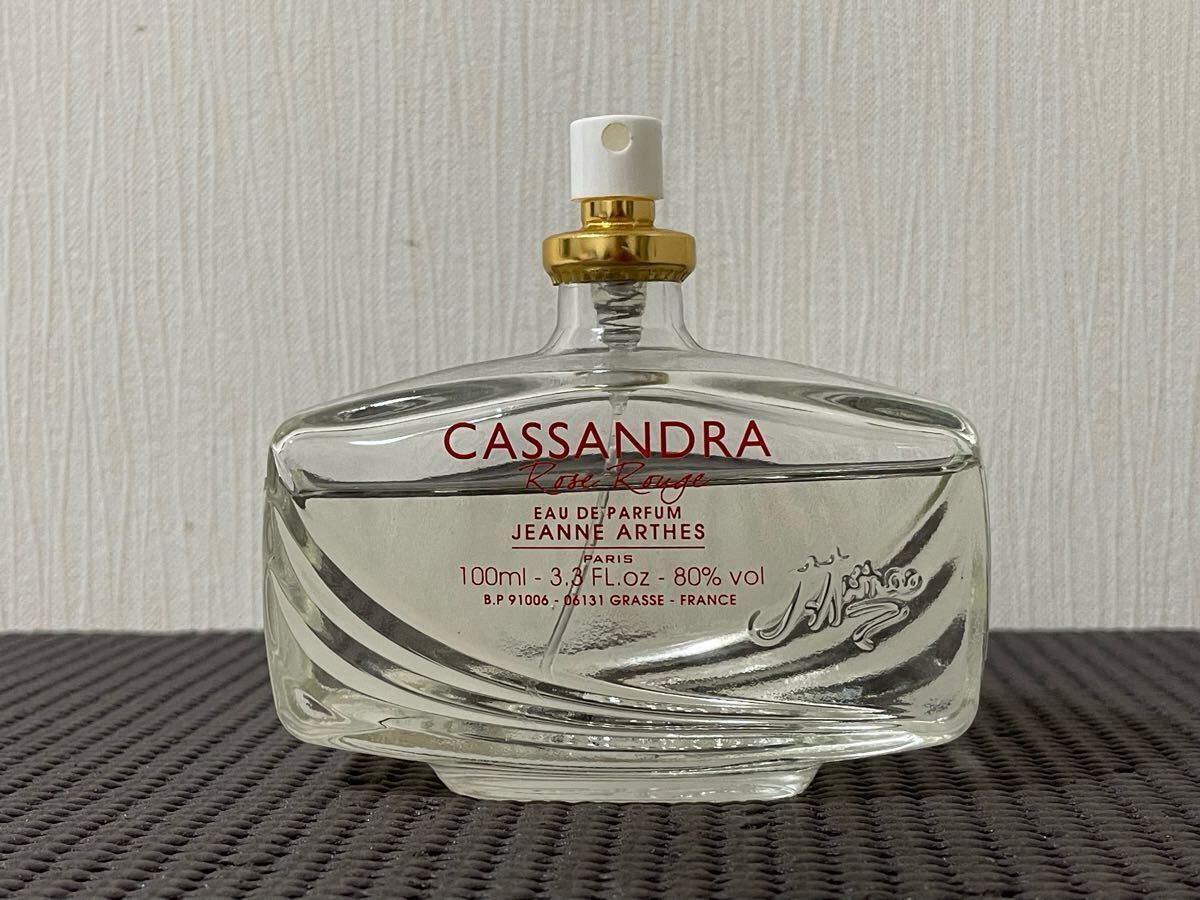 CASSANDRA
Rose Rouge
EAU DE PARFUM
JEANNE ARTHES
PARIS
100ml - 3.3 FL.oz - 80% vol
B.P 91006 - 06131 GRASSE - FRANCE